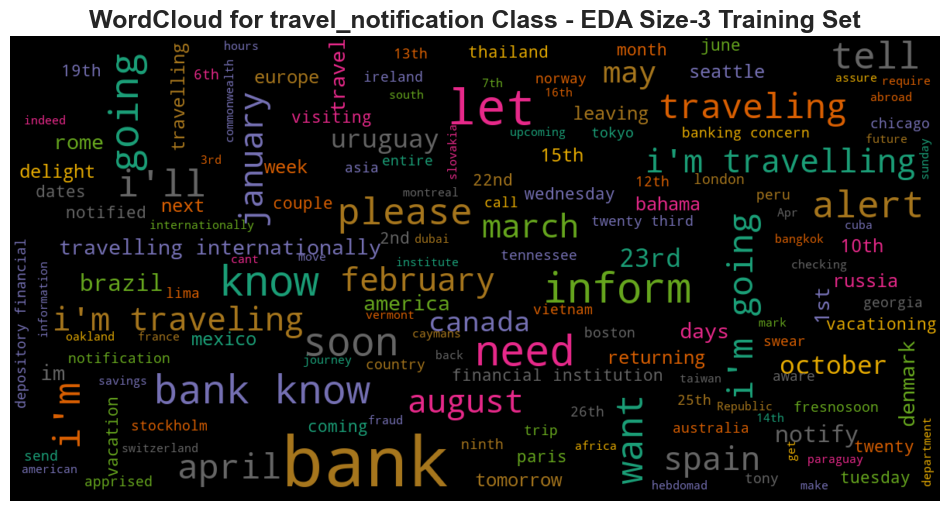 WordCloud for travel_notification Class - EDA Size-3 Training Set
hours
13th
thailand
month
june
tell
19th
going
travelling
6th
commonwealth
europe
travel
ireland
south
7th
let
norway
16th
may
seattle
assure
require
abroad
indeed
january
visiting
leaving
traveling
chicago
rome
uruguay
slovakia
upcoming
tokyo
banking concern
future
3rd
week
asia
entire
15th
i'm travelling
sunday
delight
i'll
dates
next
couple
montreal
22nd
call
wednesday
12th
london
peru
alert
notified
internationally
please
march
twenty third
bahama
Apr
cuba
travelling internationally
cant
move
2nd
dubai
institute
tennessee
23rd
i'm going
bangkok
10th
checking
depository financial
information
brazil
lima
know
february
inform
russia
1st
georgia
i'm traveling
america
vermont
canada
vietnam
boston
days
mark
vacationing
oakland
france
mexico
soon
caymans
need
returning
swear
notification
journey
back
country
financial institution
taiwan
aware
october
denmark
im
i'm
savings
bank know
august
want
25th
Republic
fresnosoon
vacation
stockholm
coming
fraud
26th
australia
14th
notify
twenty
send
american
switzerland
april
bank
ninth
trip
paris
africa
spain
get
paraguay
department
apprised
tomorrow
hebdomad
tony
make
tuesday